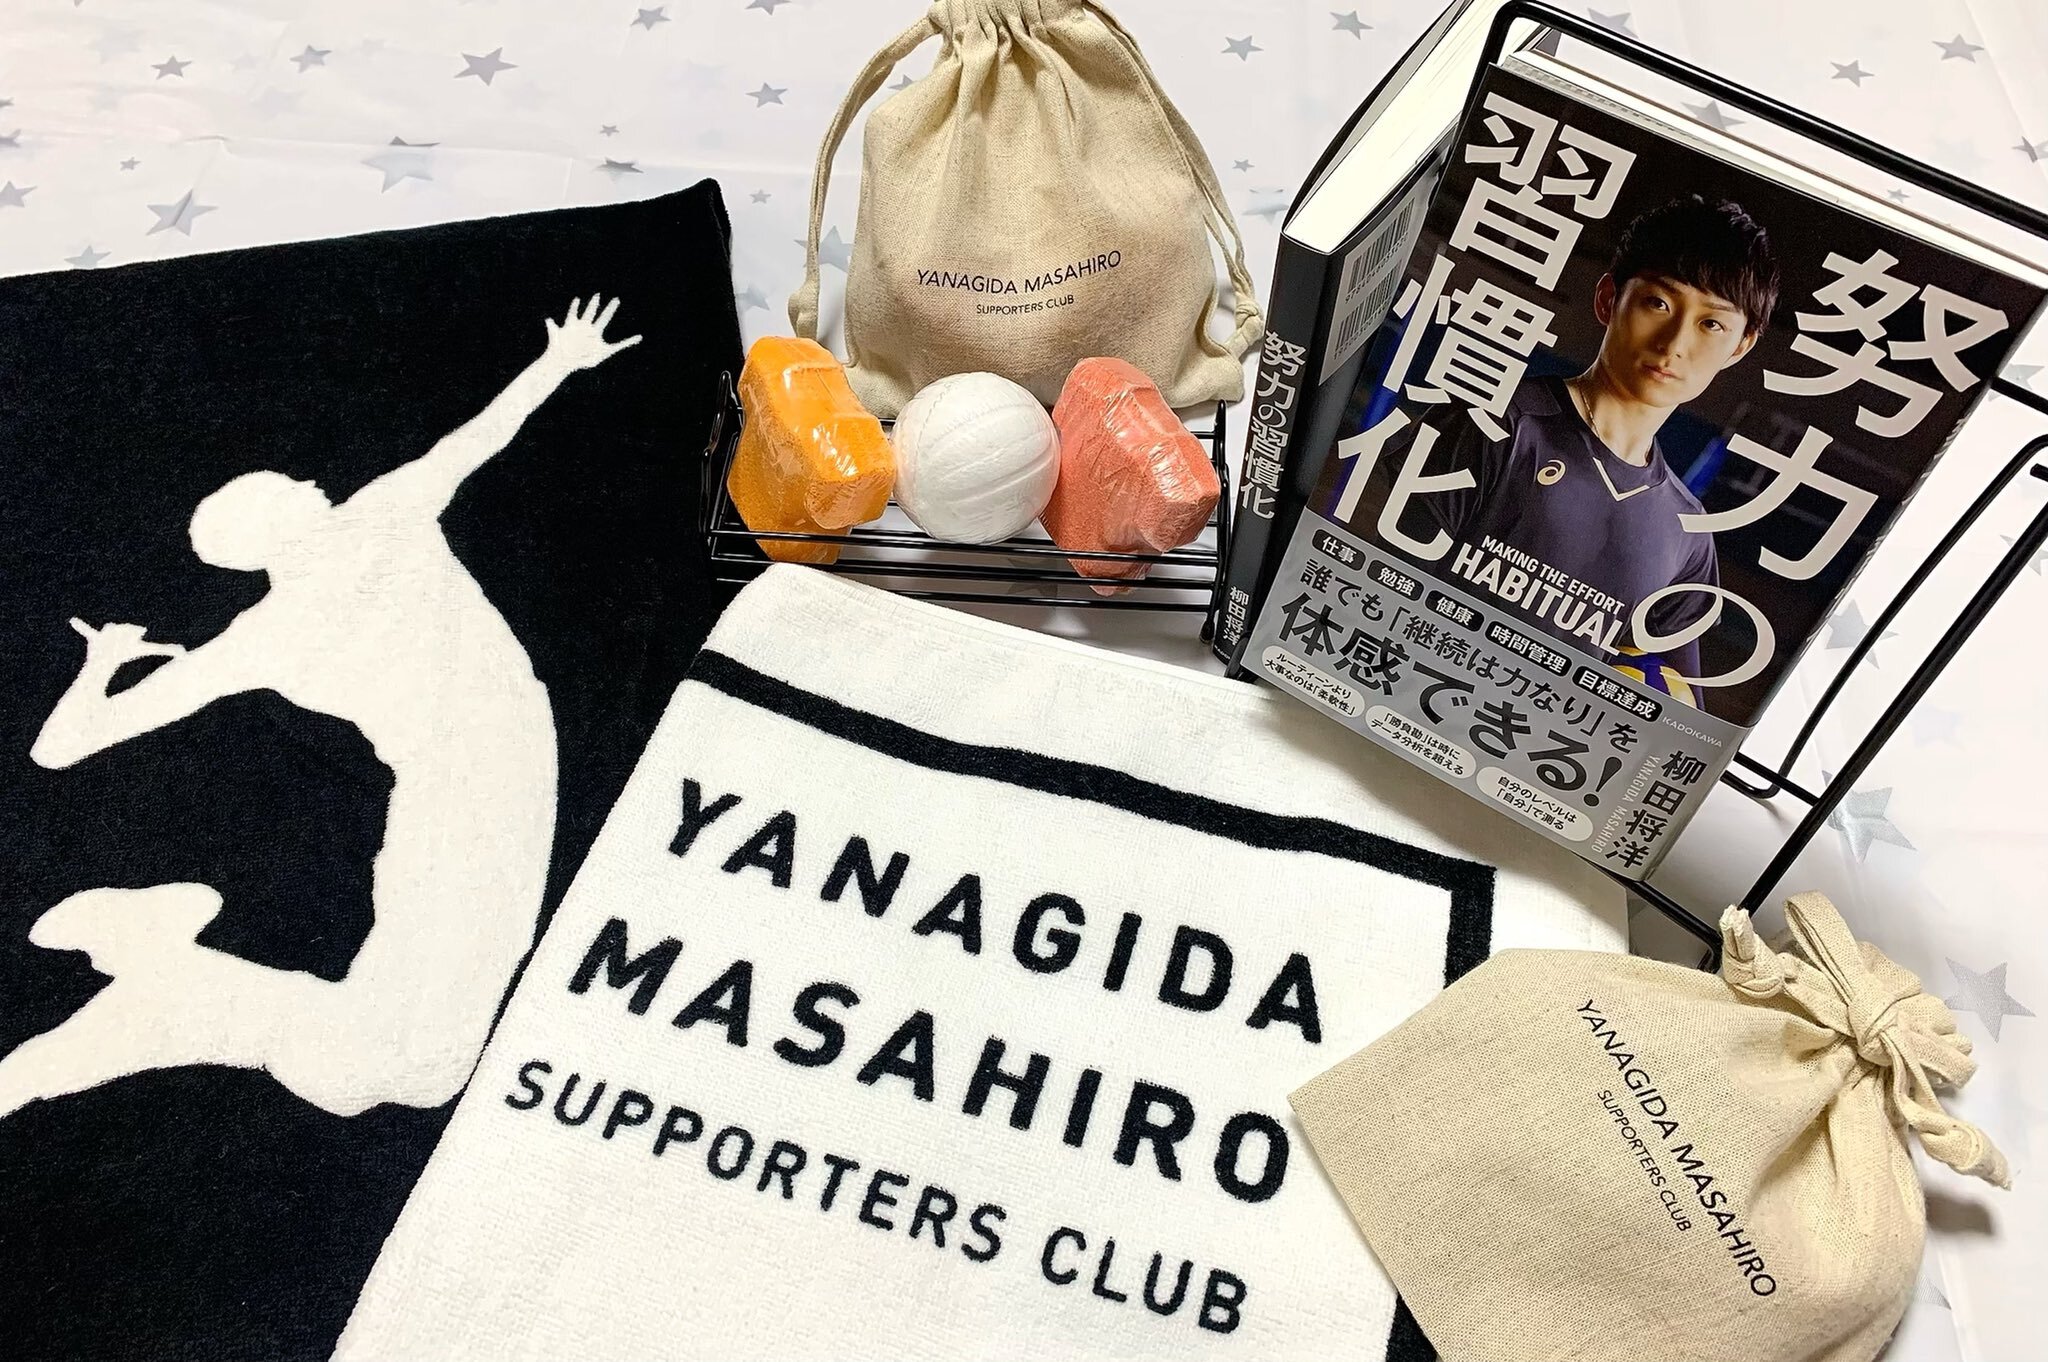 YANAGIDA MASAHIRO
SUPPORTERS CLUB
努力の
習慣化
MAKING THE EFFORT
HABITUAL
仕事 勉強 健康 時間管理 目標達成
誰でも「継続は力なり」を
体感できる!
ルーティーンより
大事なのは「柔軟性」
「勝負勘」は時に
データ分析を超える
自分のレベルは
「自分」で測る
KADOKAWA
柳田将洋
YANAGIDA MASAHIRO
努力の習慣化
柳田将洋
YANAGIDA
MASAHIRO
SUPPORTERS CLUB
YANAGIDA MASAHIRO
SUPPORTERS CLUB